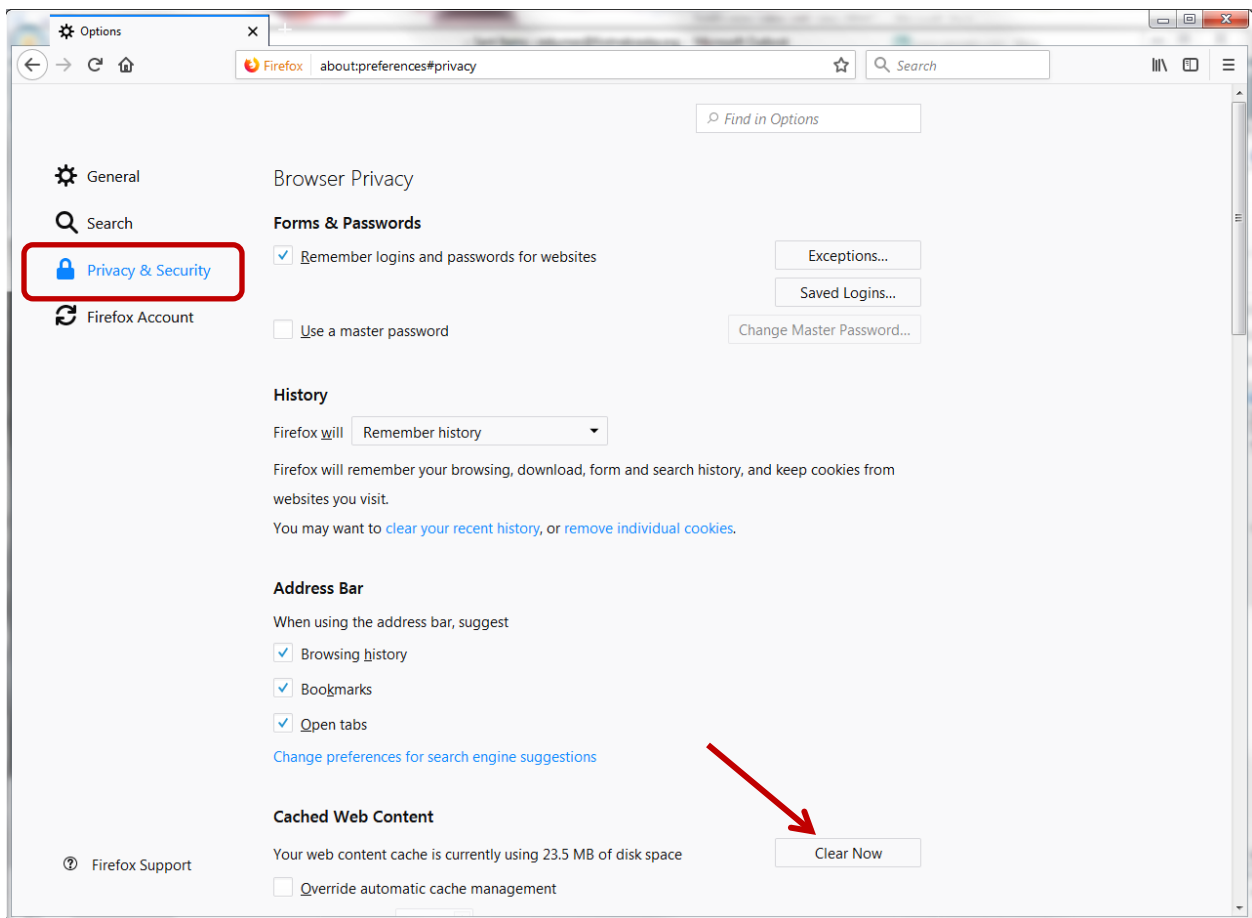 Options
Firefox about:preferences#privacy Search
Find in Options
General
Search
Privacy & Security
Firefox Account
Browser Privacy
Forms & Passwords
Remember logins and passwords for websites
Exceptions...
Saved Logins...
Use a master password
Change Master Password...
History
Firefox will Remember history
Firefox will remember your browsing, download, form and search history, and keep cookies from
websites you visit.
You may want to clear your recent history, or remove individual cookies.
Address Bar
When using the address bar, suggest
Browsing history
Bookmarks
Open tabs
Change preferences for search engine suggestions
Cached Web Content
Your web content cache is currently using 23.5 MB of disk space
Clear Now
Override automatic cache management
Firefox Support